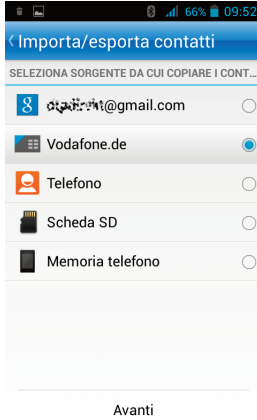 66% 09:52
Importa/esporta contatti
SELEZIONA SORGENTE DA CUI COPIARE I CONT...
@gmail.com
Vodafone.de
Telefono
Scheda SD
Memoria telefono
Avanti